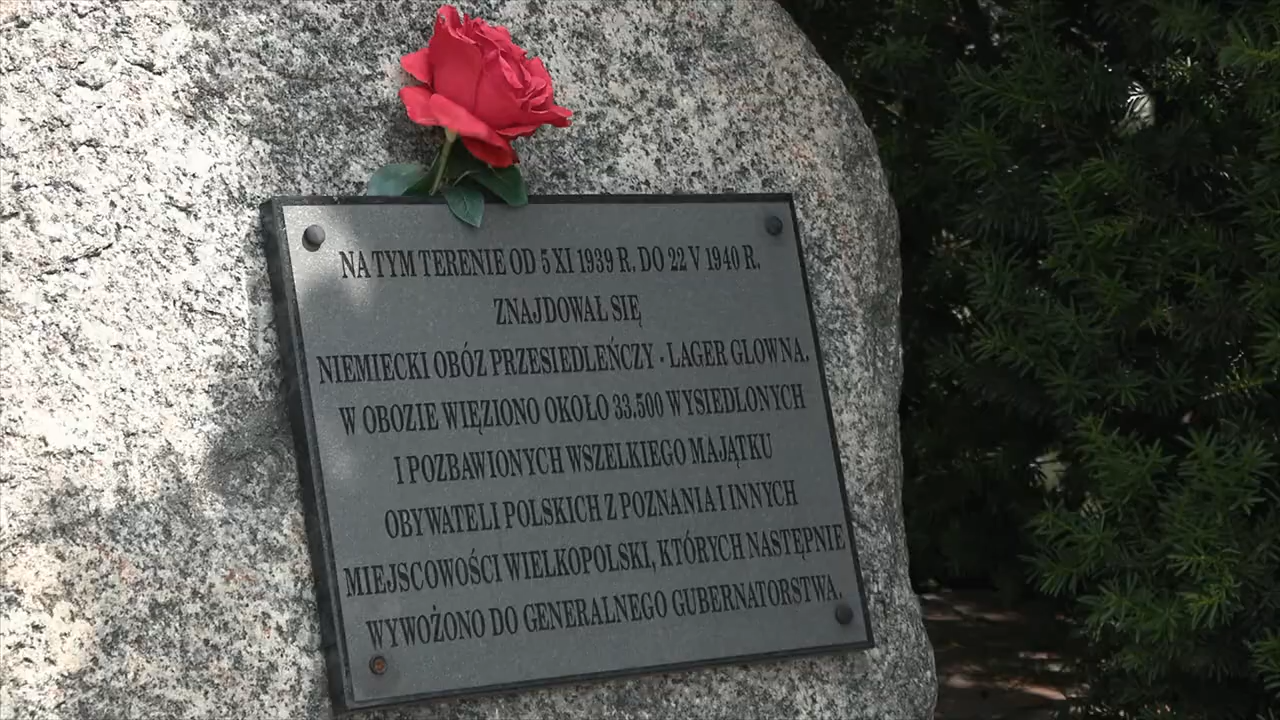 NA TYM TERENIE OD 5 XI 1939 R. DO 22 V 1940 R.
ZNAJDOWAŁ SIĘ
NIEMIECKI OBÓZ PRZESIEDLEŃCZY - LAGER GLOWNA.
W OBOZIE WIĘZIONO OKOŁO 33.500 WYSIEDLONYCH
I POZBAWIONYCH WSZELKIEGO MAJĄTKU
OBYWATELI POLSKICH Z POZNANIA I INNYCH
MIEJSCOWOŚCI WIELKOPOLSKI, KTÓRYCH NASTĘPNIE
WYWOŻONO DO GENERALNEGO GUBERNATORSTWA.